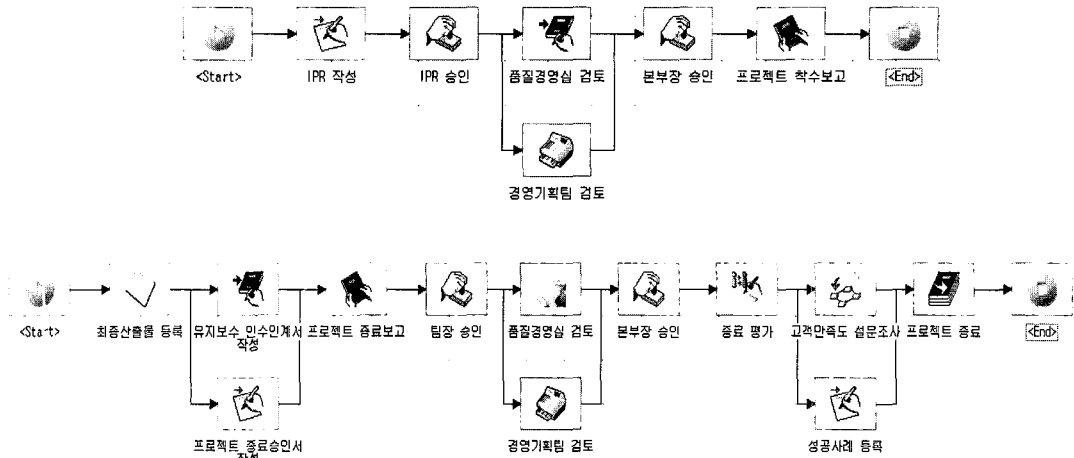 <Start>
IPR 작성
IPR 승인
품질경영실 검토
본부장 승인
프로젝트 착수보고
<End>
경영기획팀 검토
<Start>
최종산출물 등록
유지보수 인수인계서
작성
프로젝트 종료보고
팀장 승인
품질경영실 검토
본부장 승인
종료 평가
고객만족도 설문조사
프로젝트 종료
<End>
프로젝트 종료승인서
작성
경영기획팀 검토
성공사례 등록